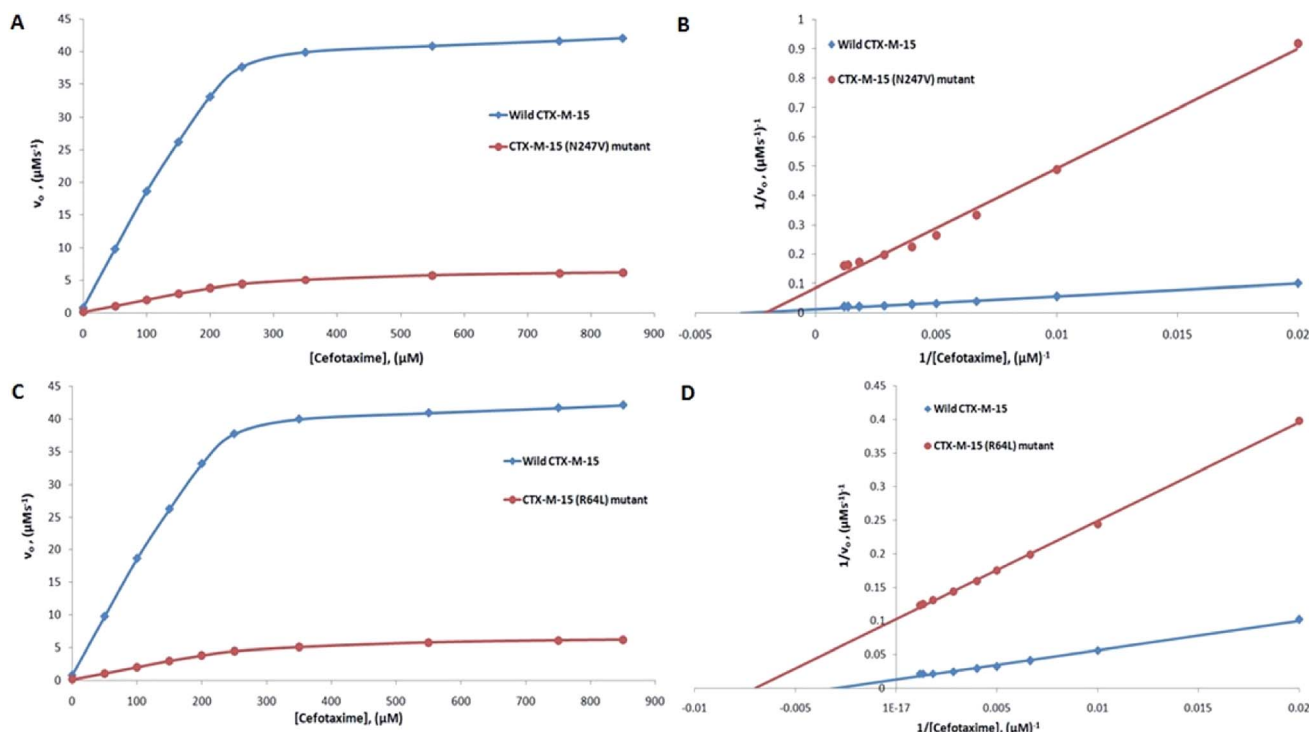 A
45
40
35
30
25
20
15
10
5
0
v₀ , (µMs⁻¹)
Wild CTX-M-15
CTX-M-15 (N247V) mutant
0 100 200 300 400 500 600 700 800 900
[Cefotaxime], (µM)
B
1
0.9
0.8
0.7
0.6
0.5
0.4
0.3
0.2
0.1
0
1/v₀ , (µMs⁻¹)⁻¹
Wild CTX-M-15
CTX-M-15 (N247V) mutant
-0.005 0 0.005 0.01 0.015 0.02
1/[Cefotaxime], (µM)⁻¹
C
45
40
35
30
25
20
15
10
5
0
v₀ , (µMs⁻¹)
Wild CTX-M-15
CTX-M-15 (R64L) mutant
0 100 200 300 400 500 600 700 800 900
[Cefotaxime], (µM)
D
0.45
0.4
0.35
0.3
0.25
0.2
0.15
0.1
0.05
0
1/v₀ , (µMs⁻¹)⁻¹
Wild CTX-M-15
CTX-M-15 (R64L) mutant
-0.01 -0.005 1E-17 0.005 0.01 0.015 0.02
1/[Cefotaxime], (µM)⁻¹